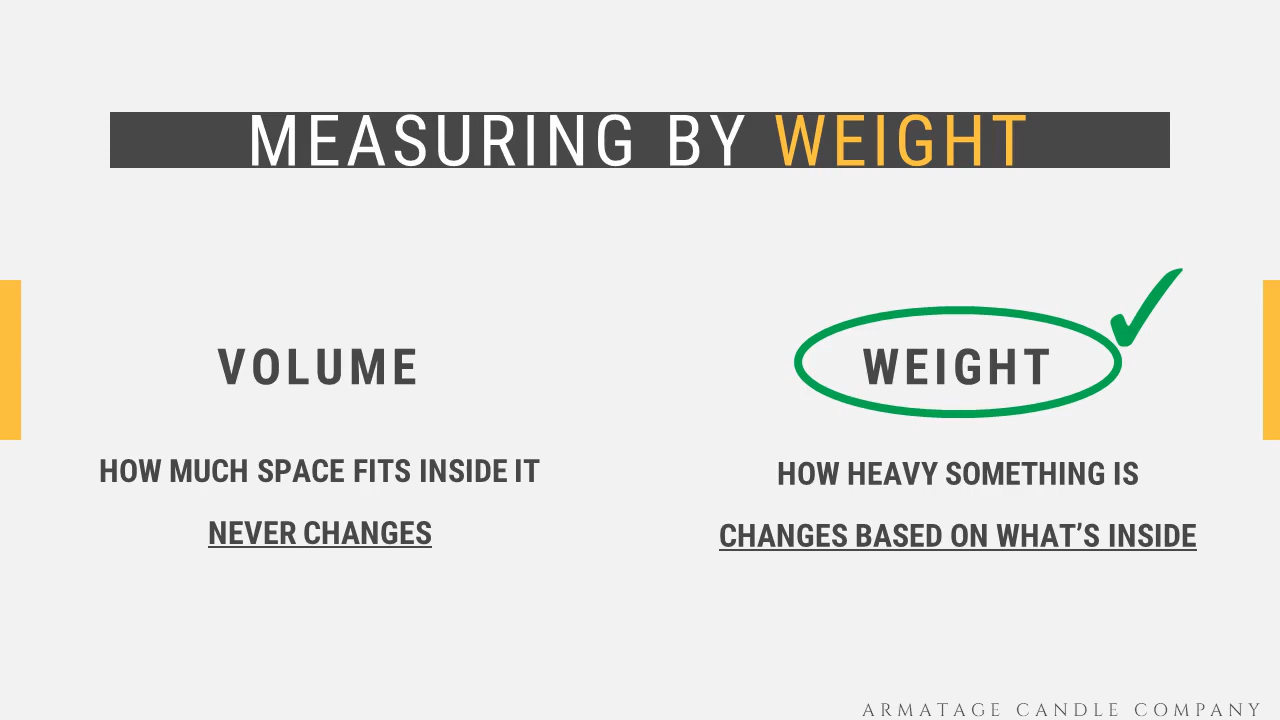 MEASURING BY WEIGHT
VOLUME
HOW MUCH SPACE FITS INSIDE IT
NEVER CHANGES
WEIGHT
HOW HEAVY SOMETHING IS
CHANGES BASED ON WHAT’S INSIDE
ARMATAGE CANDLE COMPANY